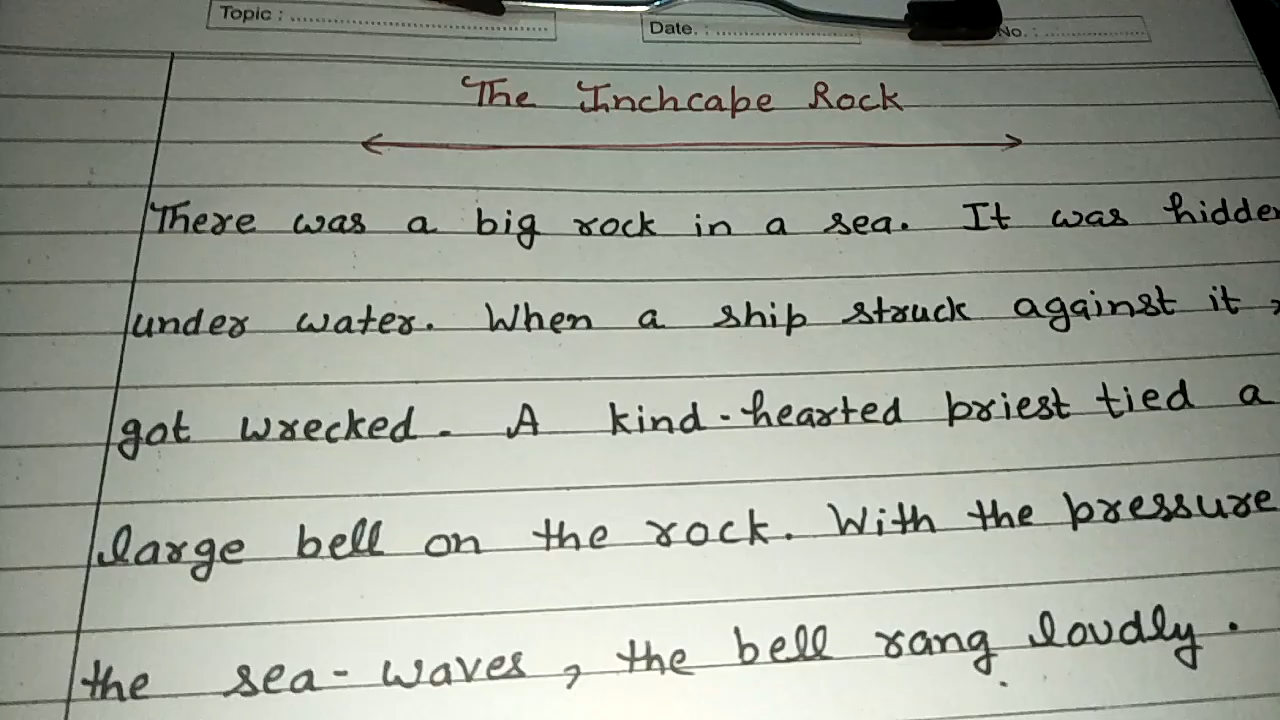 Topic : ....................................................
Date. : ............................
No. : ....................
The Inchcape Rock
There was a big rock in a sea. It was hidde
under water. When a ship struck against it
got wrecked. A kind-hearted priest tied a
large bell on the rock. With the pressure
the sea-waves, the bell rang loudly.